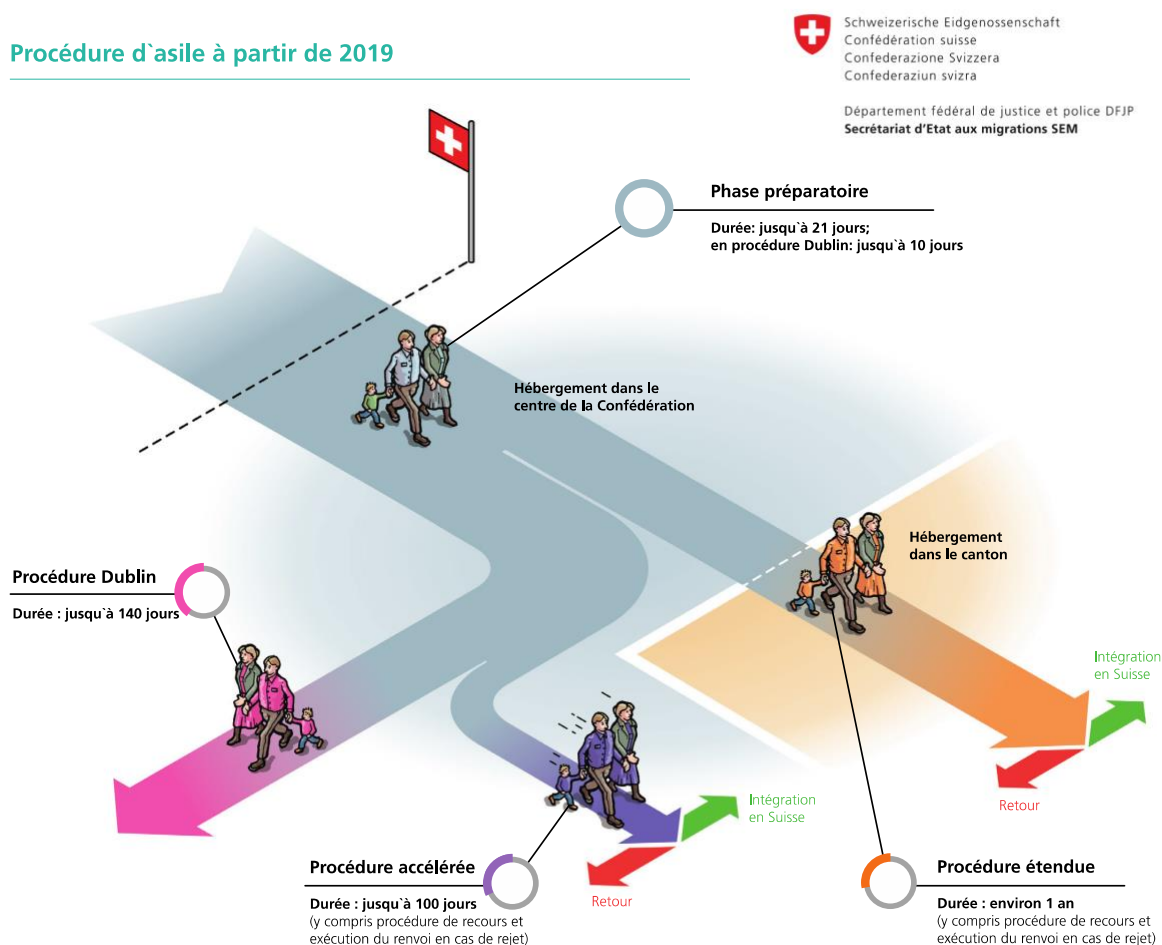 Procédure d`asile à partir de 2019
Schweizerische Eidgenossenschaft
Confédération suisse
Confederazione Svizzera
Confederaziun svizra
Département fédéral de justice et police DFJP
Secrétariat d'Etat aux migrations SEM
Phase préparatoire
Durée: jusqu`à 21 jours;
en procédure Dublin: jusqu`à 10 jours
Hébergement dans le
centre de la Confédération
Hébergement
dans le canton
Procédure Dublin
Durée : jusqu`à 140 jours
Intégration
en Suisse
Retour
Intégration
en Suisse
Retour
Procédure accélérée
Durée : jusqu`à 100 jours
(y compris procédure de recours et
exécution du renvoi en cas de rejet)
Procédure étendue
Durée : environ 1 an
(y compris procédure de recours et
exécution du renvoi en cas de rejet)